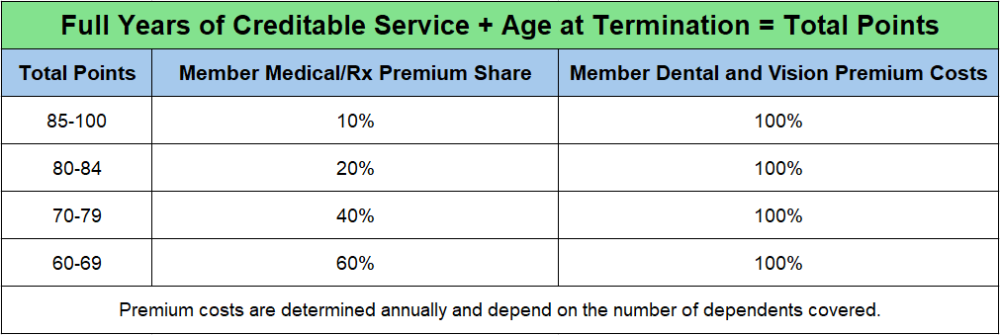 Full Years of Creditable Service + Age at Termination = Total Points
Total Points Member Medical/Rx Premium Share Member Dental and Vision Premium Costs
85-100 10% 100%
80-84 20% 100%
70-79 40% 100%
60-69 60% 100%
Premium costs are determined annually and depend on the number of dependents covered.